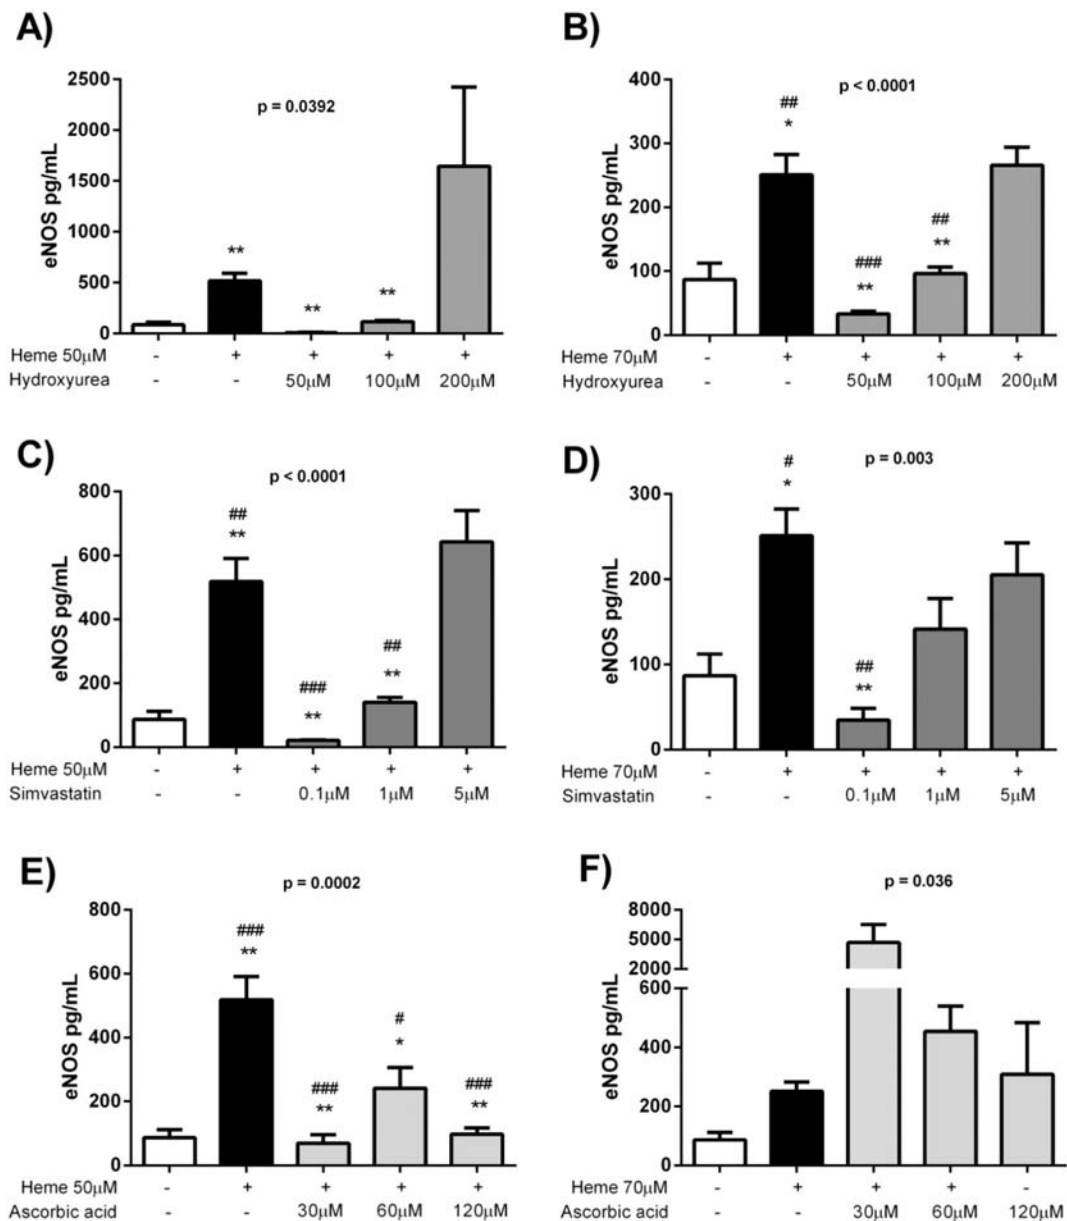 A)
p = 0.0392
eNOS pg/mL
2500
2000
1500
1000
500
0
** ** **
Heme 50μM - + + + +
Hydroxyurea - - 50μM 100μM 200μM
B)
p < 0.0001
eNOS pg/mL
400
300
200
100
0
## ### ##
* ** **
Heme 70μM - + + + +
Hydroxyurea - - 50μM 100μM 200μM
C)
p < 0.0001
eNOS pg/mL
800
600
400
200
0
## ### ##
** ** **
Heme 50μM - + + + +
Simvastatin - - 0.1μM 1μM 5μM
D)
p = 0.003
eNOS pg/mL
300
200
100
0
# ##
* **
Heme 70μM - + + + +
Simvastatin - - 0.1μM 1μM 5μM
E)
p = 0.0002
eNOS pg/mL
800
600
400
200
0
### ### # ###
** ** * **
Heme 50μM - + + + +
Ascorbic acid - - 30μM 60μM 120μM
F)
p = 0.036
eNOS pg/mL
8000
5000
2000
600
400
200
0
Heme 70μM - + + + -
Ascorbic acid - - 30μM 60μM 120μM